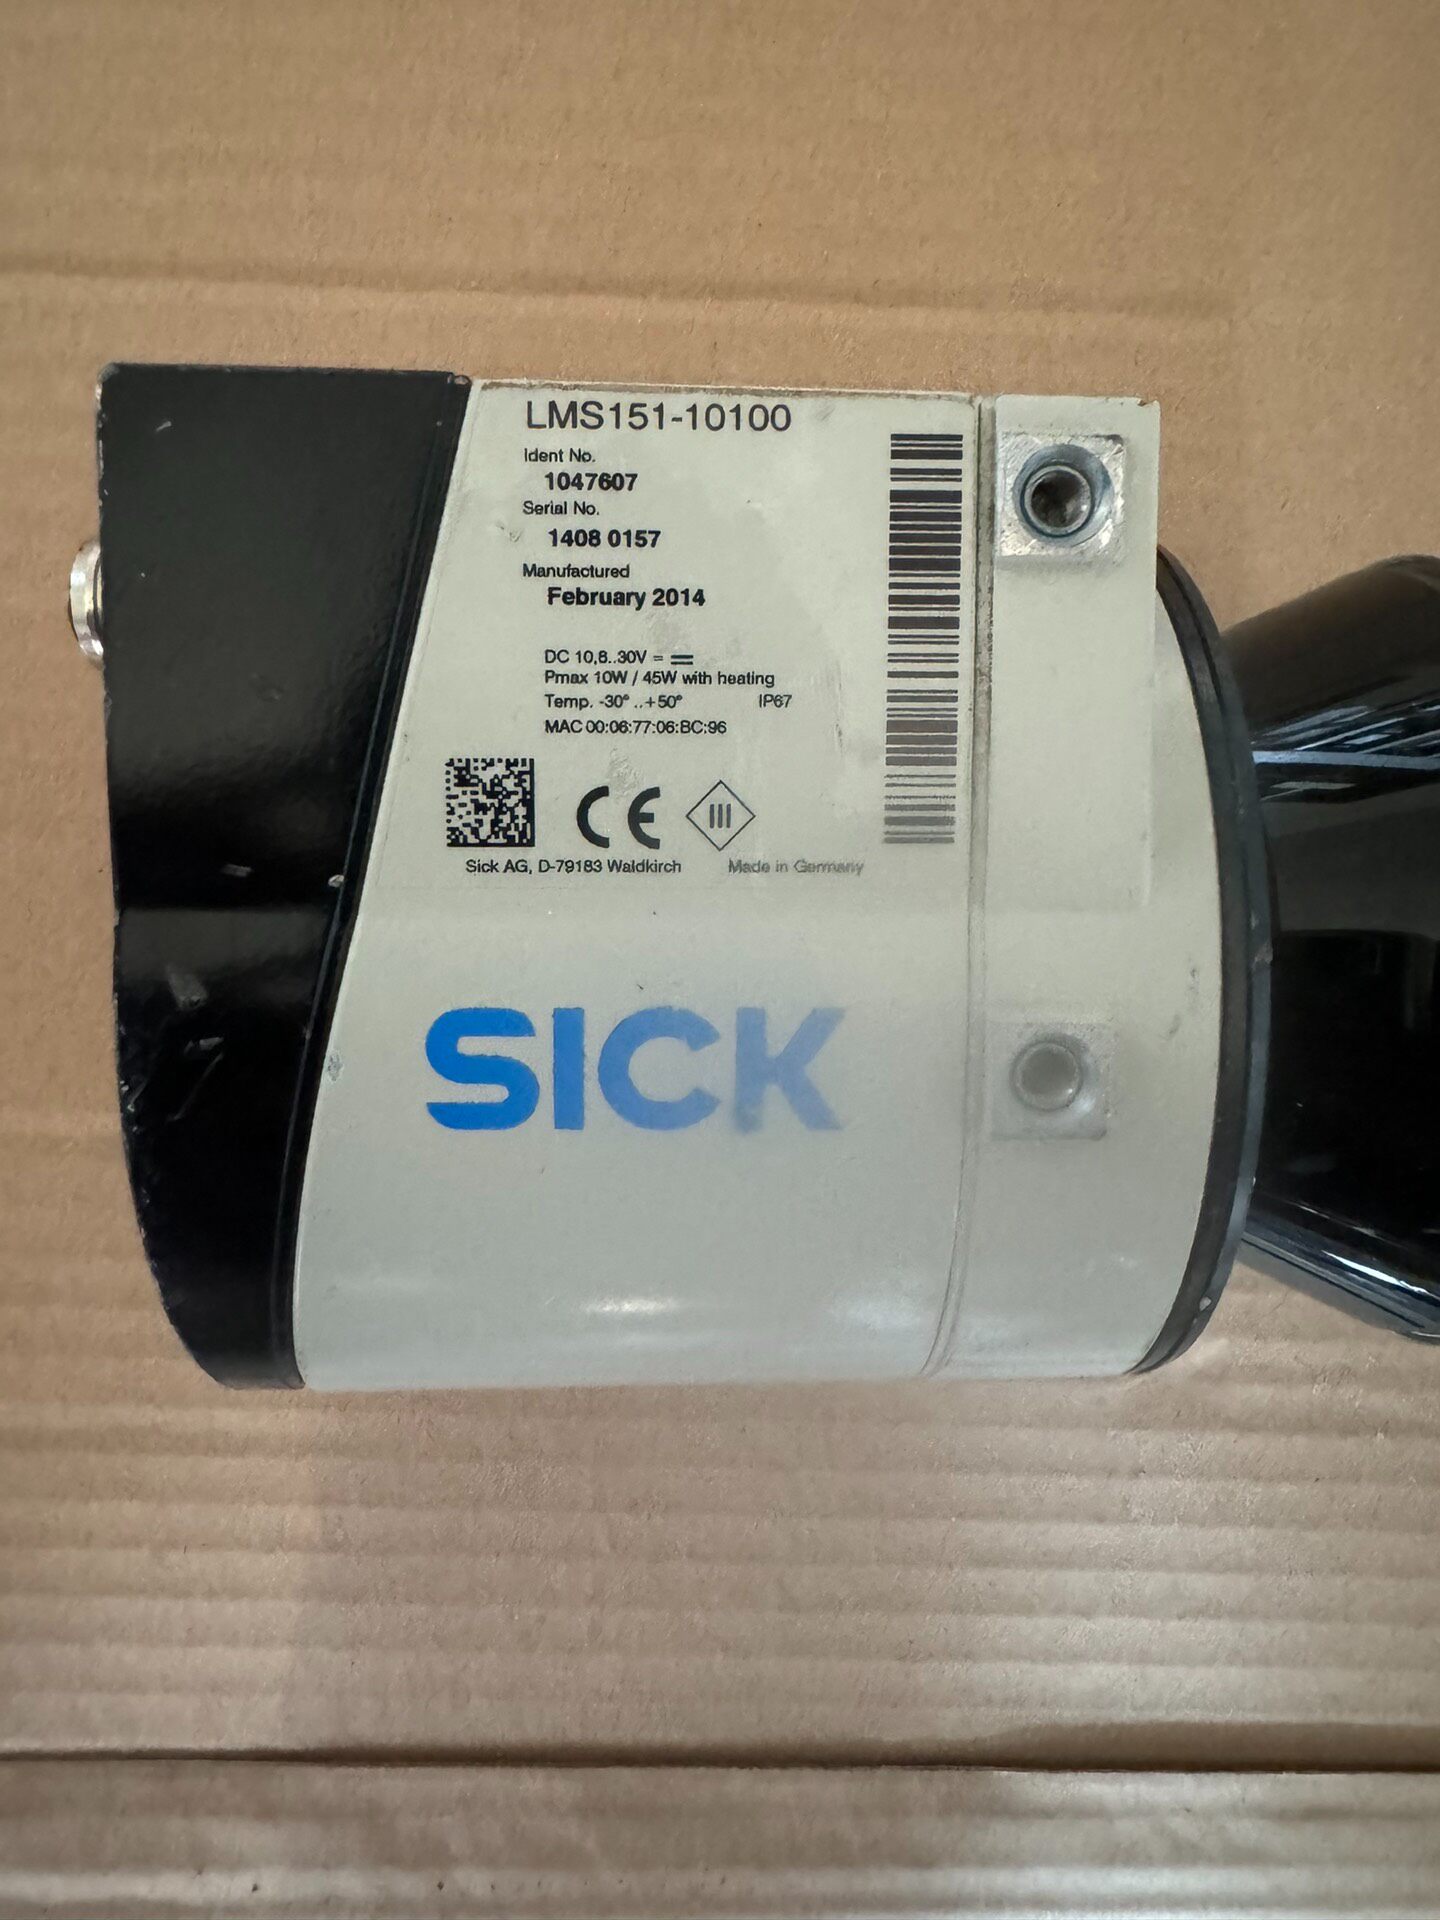 LMS151-10100
Ident No.
1047607
Serial No.
1408 0157
Manufactured
February 2014
DC 10,8..30V =
Pmax 10W / 45W with heating
Temp. -30° ..+50° IP67
MAC 00:06:77:06:BC:96
CE III
Sick AG, D-79183 Waldkirch Made in Germany
SICK